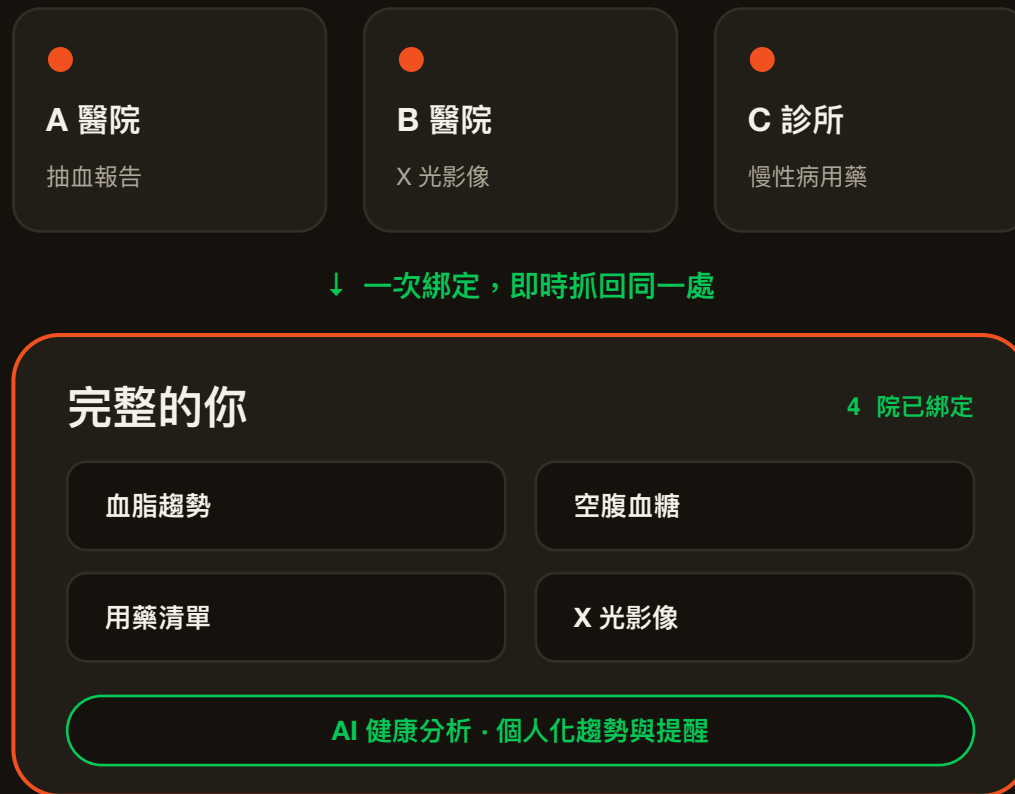 A 醫院
抽血報告
B 醫院
X 光影像
C 診所
慢性病用藥
↓ 一次綁定，即時抓回同一處
完整的你
4 院已綁定
血脂趨勢
空腹血糖
用藥清單
X 光影像
AI 健康分析 · 個人化趨勢與提醒